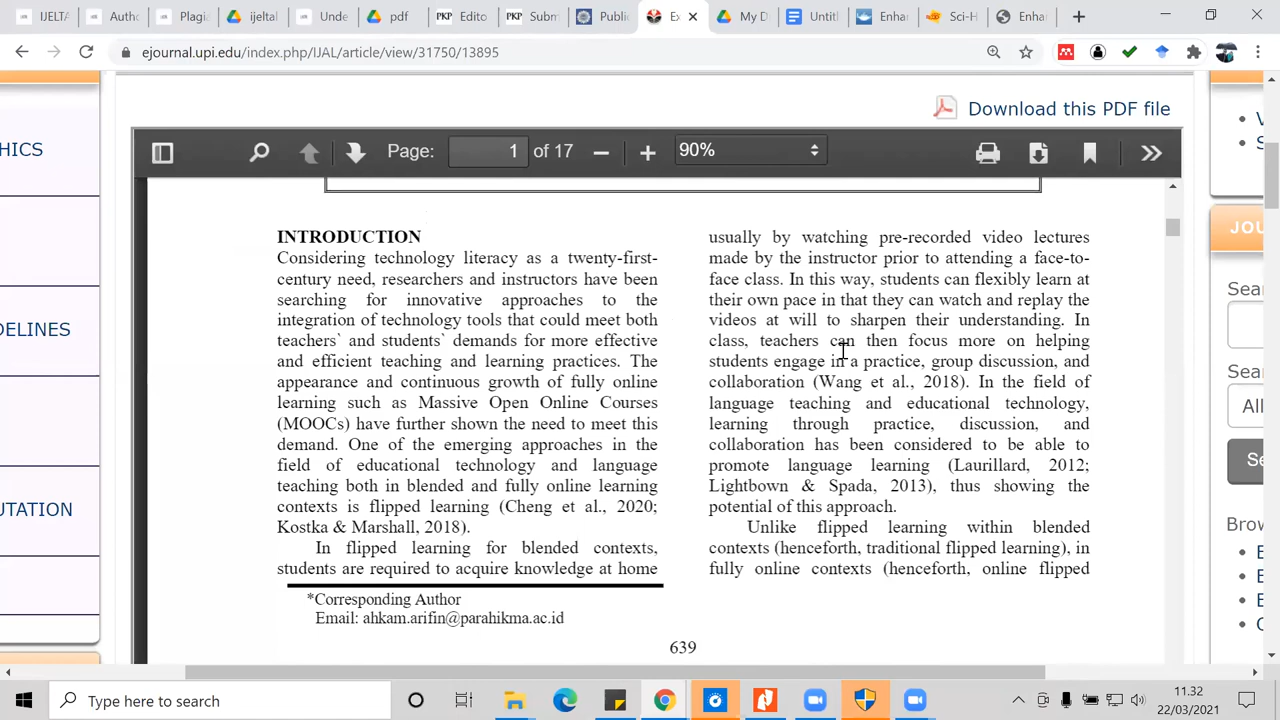 IJELTA
Unde
Autho
Plagia
ijeltal
Unde
pdf
Edito
Subm
Public
Ex
My D
Untitl
Enhar
Sci-H
Enhar
ejournal.upi.edu/index.php/IJAL/article/view/31750/13895
HICS
DELINES
UTATION
Download this PDF file
Page: 1 of 17 90%
INTRODUCTION
Considering technology literacy as a twenty-first-
century need, researchers and instructors have been
searching for innovative approaches to the
integration of technology tools that could meet both
teachers` and students` demands for more effective
and efficient teaching and learning practices. The
appearance and continuous growth of fully online
learning such as Massive Open Online Courses
(MOOCs) have further shown the need to meet this
demand. One of the emerging approaches in the
field of educational technology and language
teaching both in blended and fully online learning
contexts is flipped learning (Cheng et al., 2020;
Kostka & Marshall, 2018).
In flipped learning for blended contexts,
students are required to acquire knowledge at home
*Corresponding Author
Email: ahkam.arifin@parahikma.ac.id
usually by watching pre-recorded video lectures
made by the instructor prior to attending a face-to-
face class. In this way, students can flexibly learn at
their own pace in that they can watch and replay the
videos at will to sharpen their understanding. In
class, teachers can then focus more on helping
students engage in a practice, group discussion, and
collaboration (Wang et al., 2018). In the field of
language teaching and educational technology,
learning through practice, discussion, and
collaboration has been considered to be able to
promote language learning (Laurillard, 2012;
Lightbown & Spada, 2013), thus showing the
potential of this approach.
Unlike flipped learning within blended
contexts (henceforth, traditional flipped learning), in
fully online contexts (henceforth, online flipped
639
V
S
JOU
Sea
Sea
All
Se
Brow
Type here to search
11.32
22/03/2021